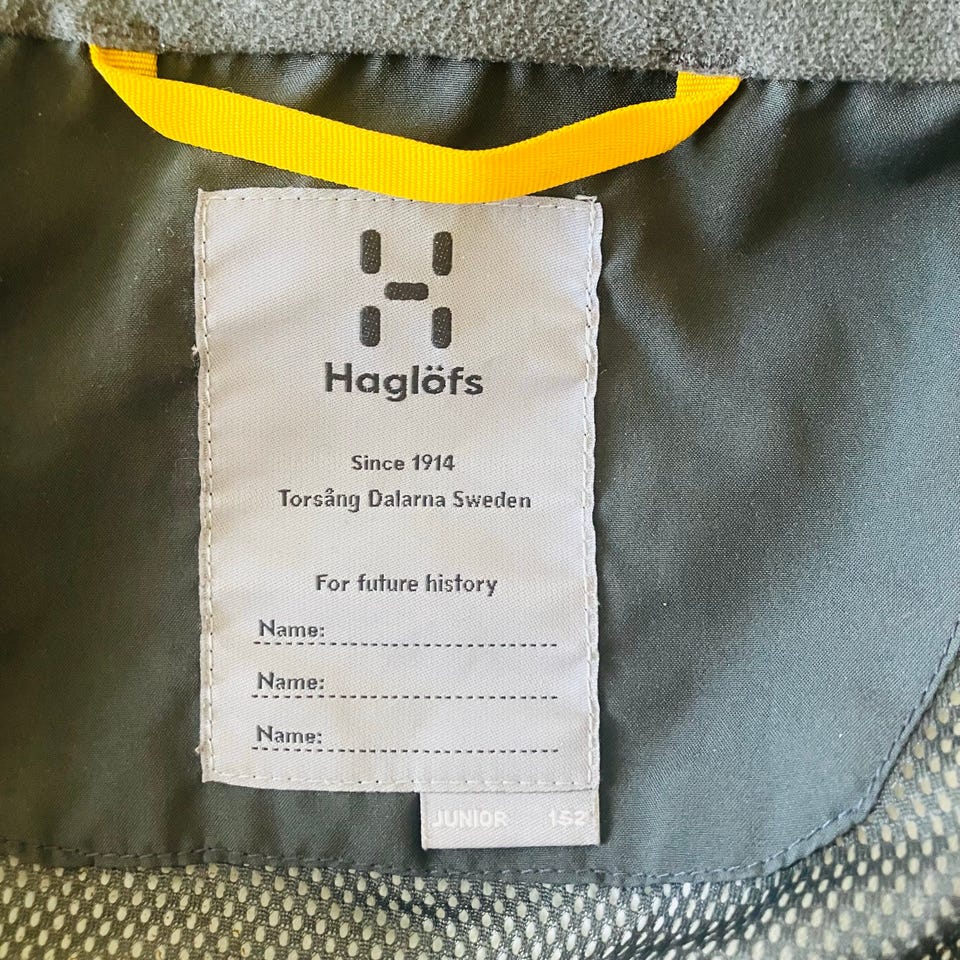 Haglöfs
Since 1914
Torsång Dalarna Sweden
For future history
Name:
Name:
Name:
JUNIOR 152